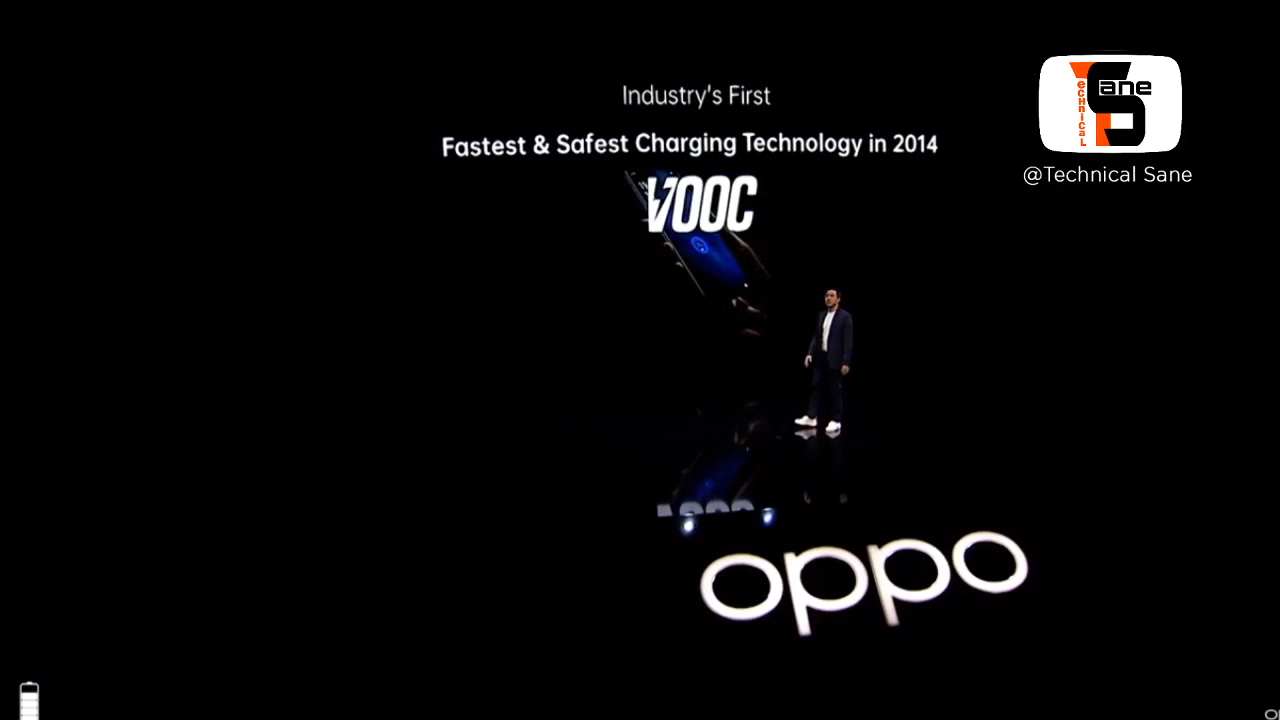 Industry's First
Fastest & Safest Charging Technology in 2014
VOOC
Technical Sane
@Technical Sane
oppo